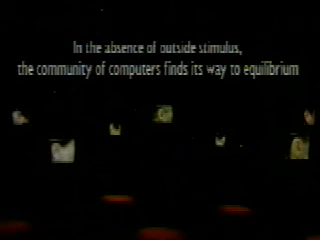 In the absence of outside stimulus,
the community of computers finds its way to equilibrium